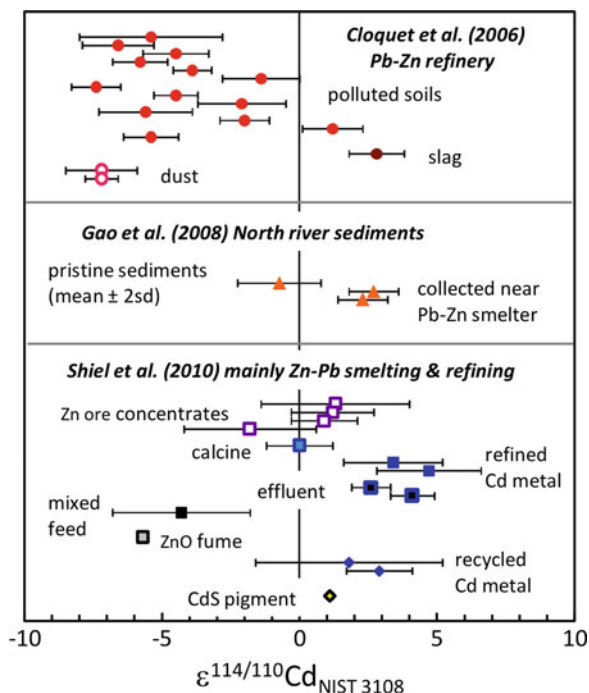 Cloquet et al. (2006)
Pb-Zn refinery
polluted soils
slag
dust
Gao et al. (2008) North river sediments
pristine sediments
(mean ± 2sd)
collected near
Pb-Zn smelter
Shiel et al. (2010) mainly Zn-Pb smelting & refining
Zn ore concentrates
calcine
refined
Cd metal
effluent
mixed
feed
ZnO fume
recycled
Cd metal
CdS pigment
-10 -5 0 5 10
ε114/110CdNIST 3108